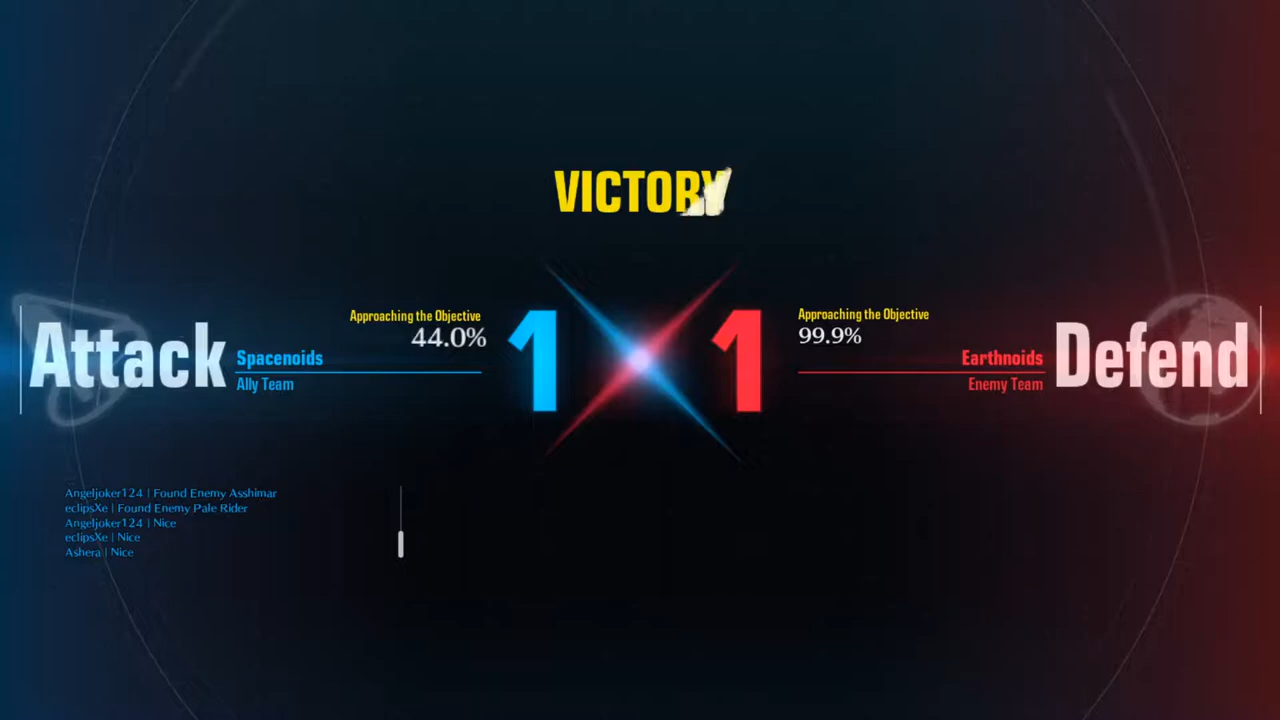 VICTORY
Approaching the Objective
44.0%
1
1
Approaching the Objective
99.9%
Attack
Spacenoids
Ally Team
Earthnoids
Enemy Team
Defend
Angeljoker124 | Found Enemy Asshimar
eclipsXe | Found Enemy Pale Rider
Angeljoker124 | Nice
eclipsXe | Nice
Ashera | Nice